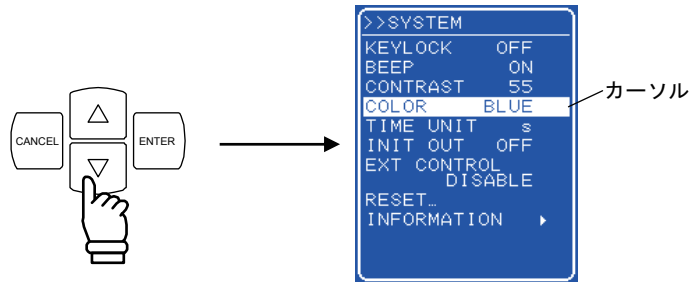 CANCEL
ENTER
>>SYSTEM
KEYLOCK OFF
BEEP ON
CONTRAST 55
COLOR BLUE
TIME UNIT s
INIT OUT OFF
EXT CONTROL
DISABLE
RESET…
INFORMATION
カーソル